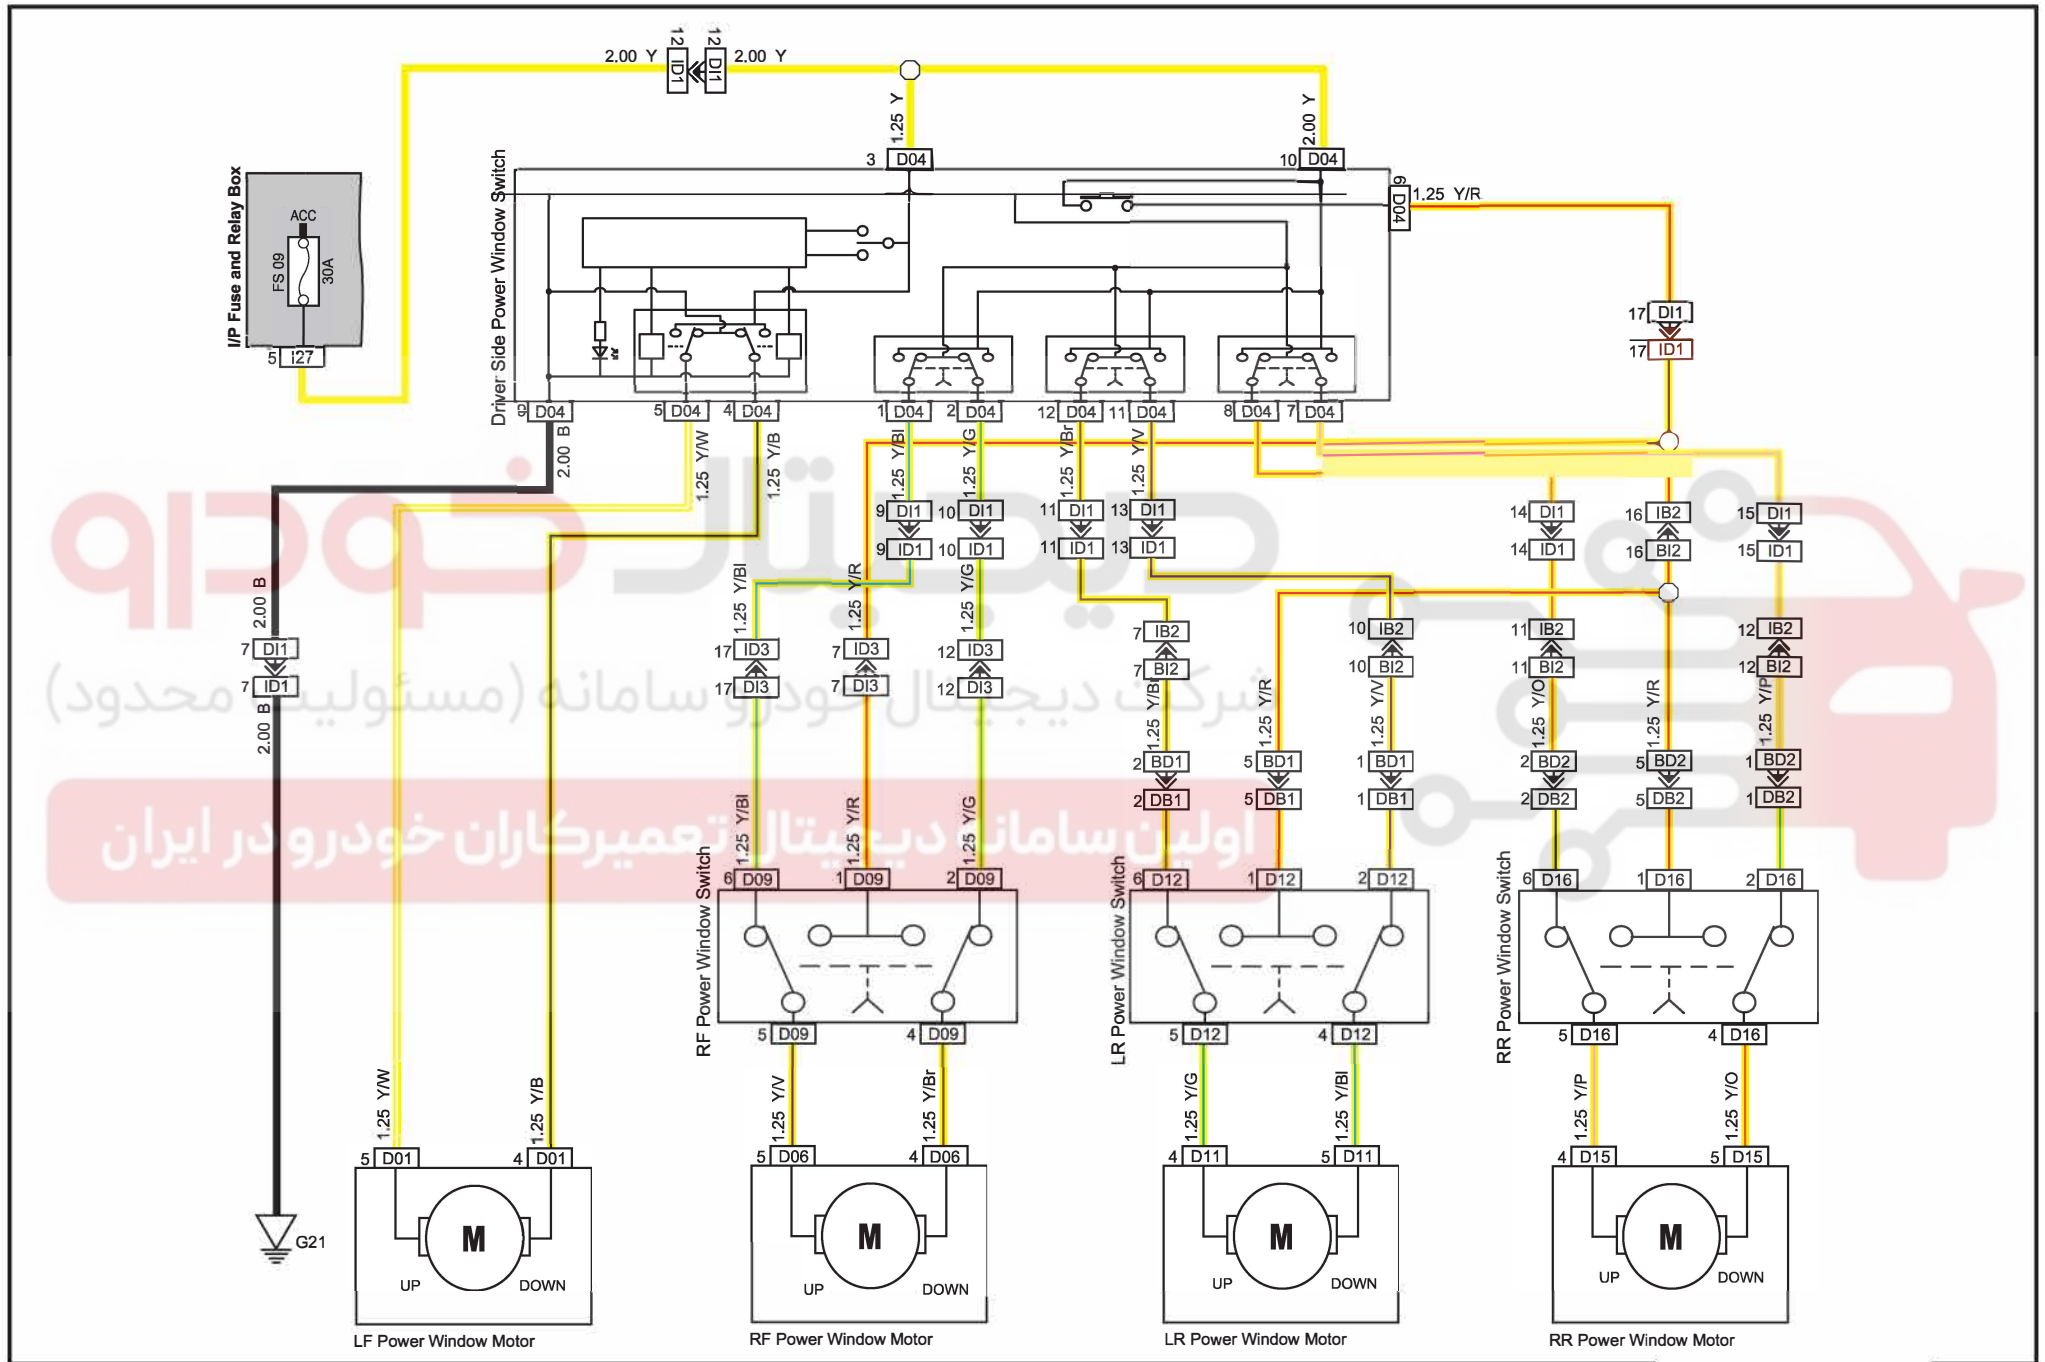 12 ID1 DI1 12
2.00 Y 2.00 Y
1.25 Y
2.00 Y
3 D04
10 D04
6 D04
1.25 Y/R
I/P Fuse and Relay Box
ACC
FS 09
30A
5 I27
Driver Side Power Window Switch
17 DI1
17 ID1
D04
5 D04
4 D04
1 D04
2 D04
12 D04
11 D04
8 D04
7 D04
2.00 B
1.25 Y/W
1.25 Y/B
1.25 Y/Bl
1.25 Y/G
1.25 Y/Br
1.25 Y/V
دیجیتال خودرو
9 DI1
10 DI1
11 DI1
13 DI1
14 DI1
16 IB2
15 DI1
9 ID1
10 ID1
11 ID1
13 ID1
14 ID1
16 BI2
15 ID1
2.00 B
1.25 Y/Bl
1.25 Y/R
1.25 Y/G
7 DI1
7 ID1
17 ID3
7 ID3
12 ID3
7 IB2
10 IB2
11 IB2
12 IB2
17 DI3
7 DI3
12 DI3
7 BI2
10 BI2
11 BI2
12 BI2
شرکت دیجیتال خودرو سامانه (مسئولیت محدود)
2.00 B
1.25 Y/Br
1.25 Y/R
1.25 Y/V
1.25 Y/O
1.25 Y/R
1.25 Y/P
2 BD1
5 BD1
1 BD1
2 BD2
5 BD2
1 BD2
2 DB1
5 DB1
1 DB1
2 DB2
5 DB2
1 DB2
اولین سامانه دیجیتال تعمیرکاران خودرو در ایران
1.25 Y/Bl
1.25 Y/R
1.25 Y/G
6 D09
1 D09
2 D09
6 D12
1 D12
2 D12
6 D16
1 D16
2 D16
RF Power Window Switch
LR Power Window Switch
RR Power Window Switch
5 D09
4 D09
5 D12
4 D12
5 D16
4 D16
1.25 Y/W
1.25 Y/B
1.25 Y/V
1.25 Y/Br
1.25 Y/G
1.25 Y/Bl
1.25 Y/P
1.25 Y/O
5 D01
4 D01
5 D06
4 D06
4 D11
5 D11
4 D15
5 D15
G21
M
M
M
M
UP DOWN
UP DOWN
UP DOWN
UP DOWN
LF Power Window Motor
RF Power Window Motor
LR Power Window Motor
RR Power Window Motor